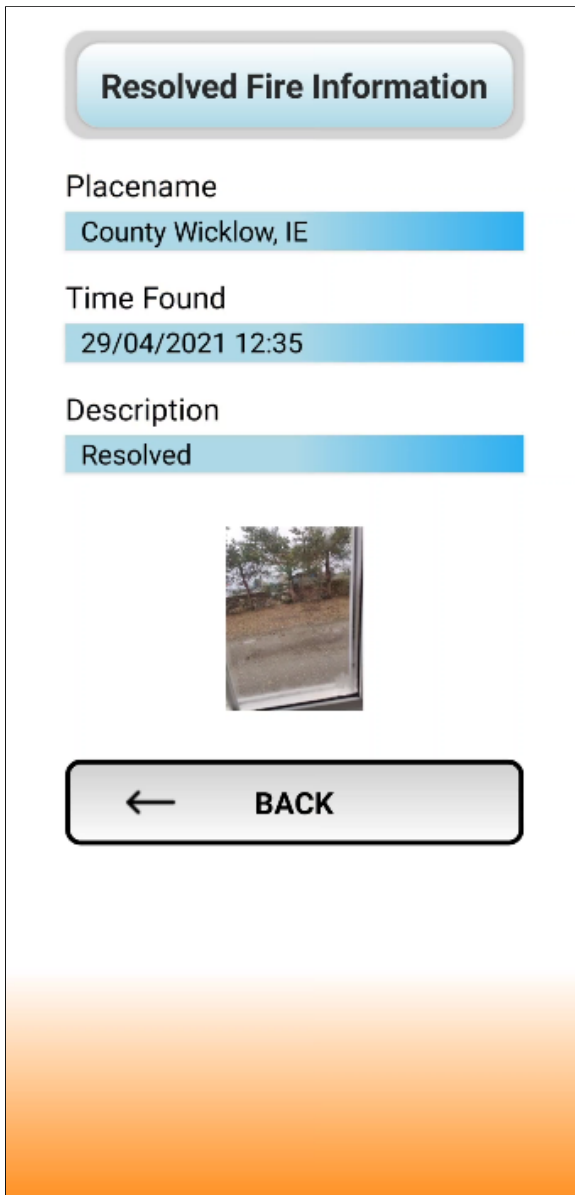 Resolved Fire Information
Placename
County Wicklow, IE
Time Found
29/04/2021 12:35
Description
Resolved
BACK